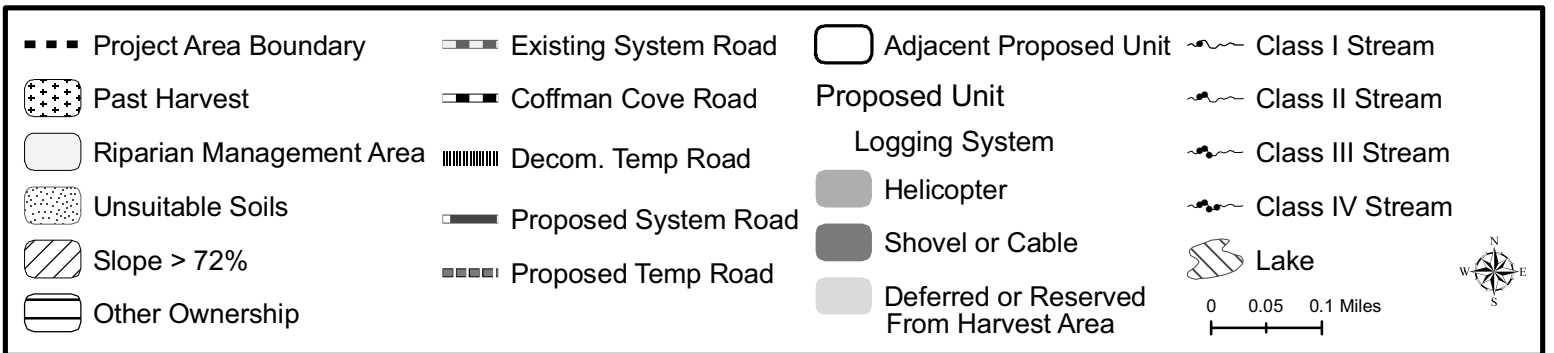 Project Area Boundary
Past Harvest
Riparian Management Area
Unsuitable Soils
Slope > 72%
Other Ownership
Existing System Road
Coffman Cove Road
Decom. Temp Road
Proposed System Road
Proposed Temp Road
Adjacent Proposed Unit
Proposed Unit
Logging System
Helicopter
Shovel or Cable
Deferred or Reserved
From Harvest Area
Class I Stream
Class II Stream
Class III Stream
Class IV Stream
Lake
0 0.05 0.1 Miles
N
W E
S